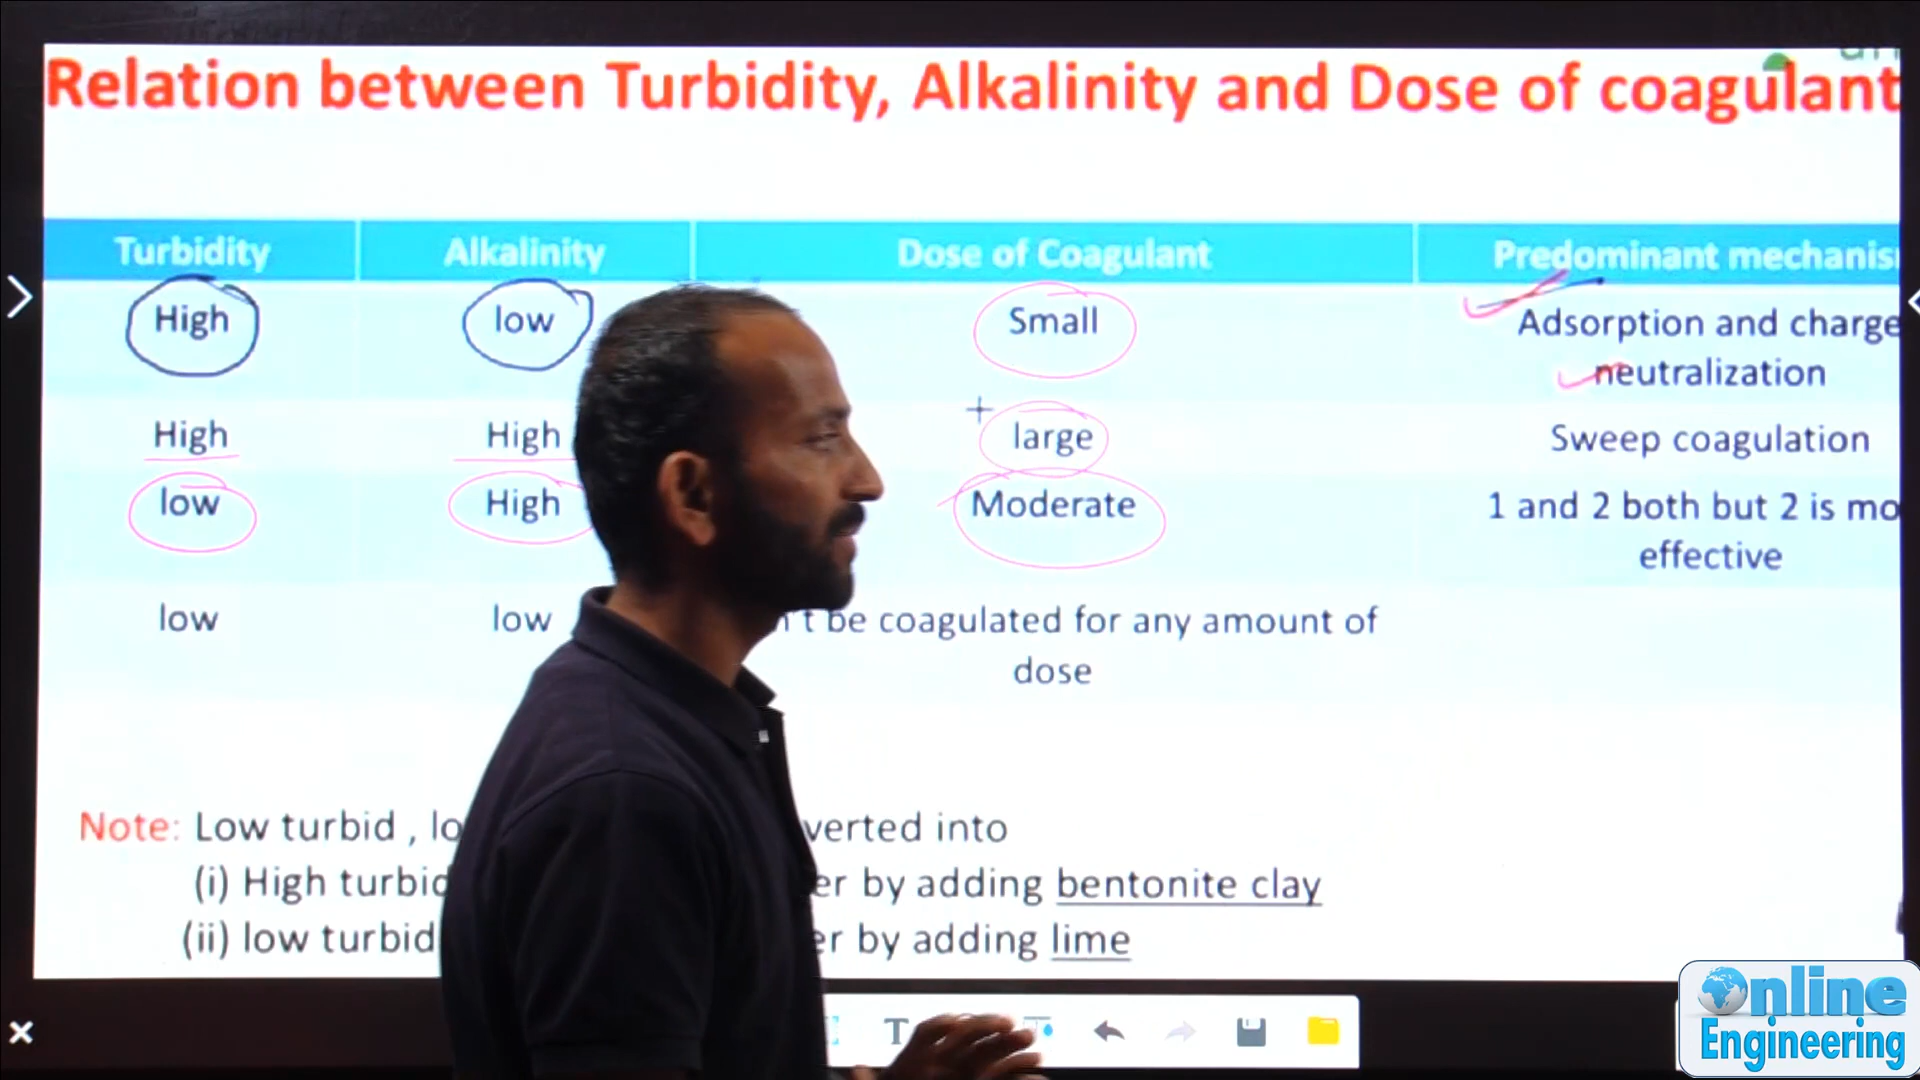 Relation between Turbidity, Alkalinity and Dose of coagulant
Turbidity Alkalinity Dose of Coagulant Predominant mechanis
High low Small Adsorption and charge
neutralization
High High large Sweep coagulation
low High Moderate 1 and 2 both but 2 is mo
effective
low low 't be coagulated for any amount of
dose
Note: Low turbid , lo verted into
(i) High turbid er by adding bentonite clay
(ii) low turbid er by adding lime
T
Online
Engineering